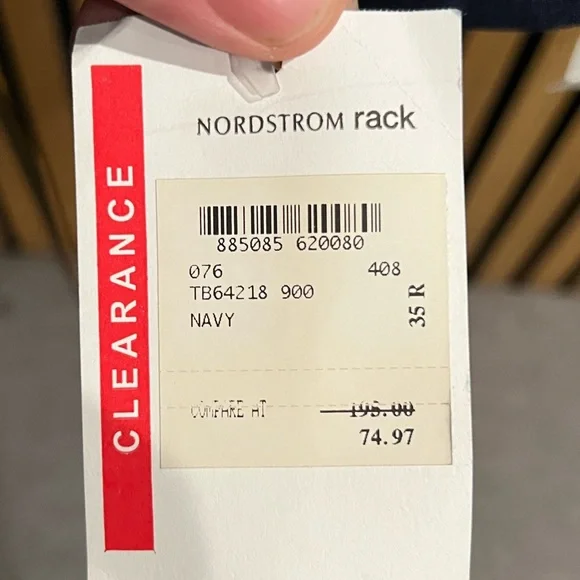 NORDSTROM rack
CLEARANCE
885085 620080
076 408
TB64218 900
NAVY
35 R
COMPARE AT 195.00
74.97